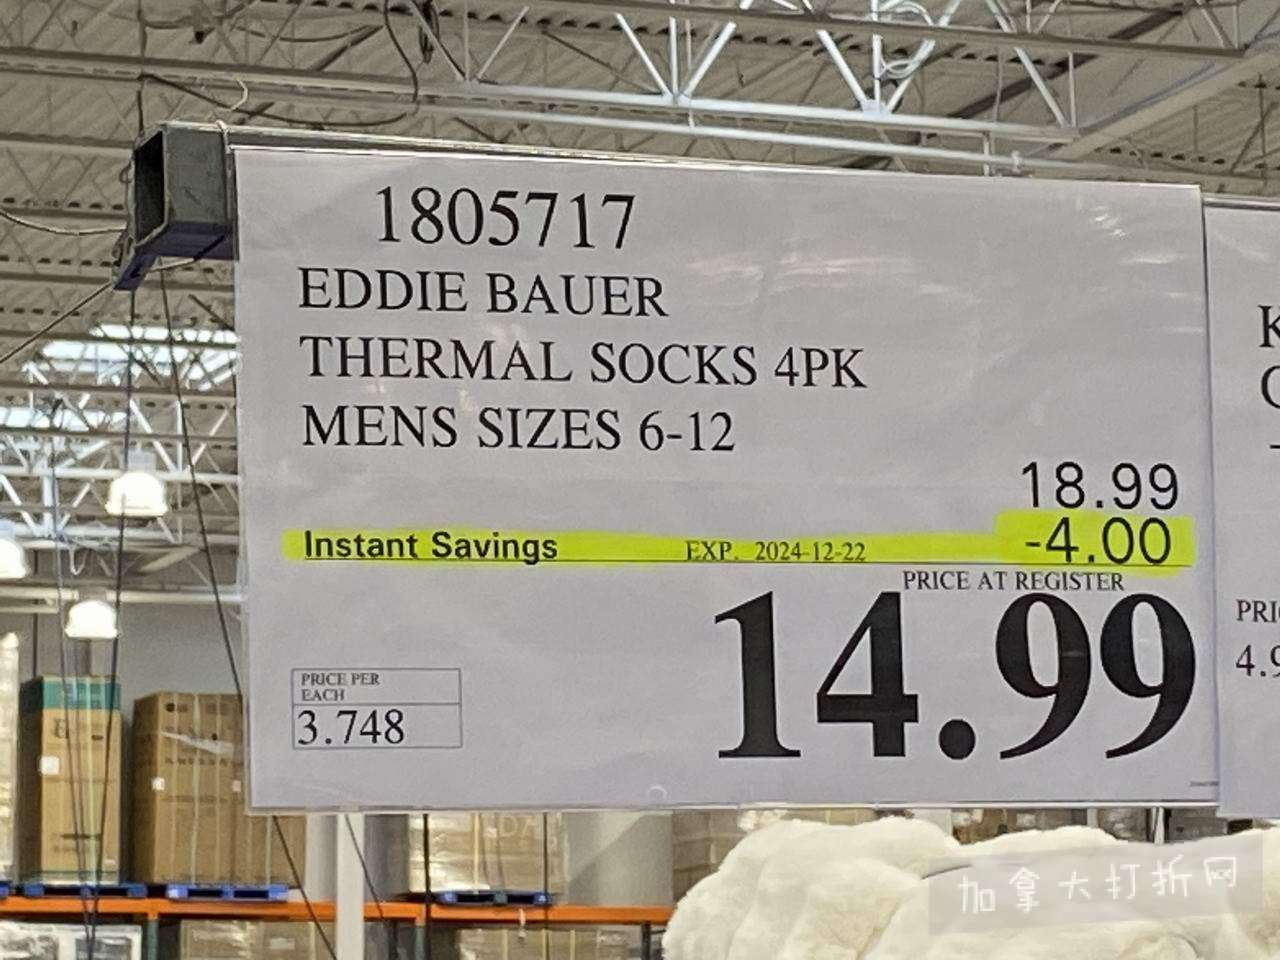 1805717
EDDIE BAUER
THERMAL SOCKS 4PK
MENS SIZES 6-12
18.99
Instant Savings EXP. 2024-12-22 -4.00
PRICE AT REGISTER
14.99
PRICE PER
EACH
3.748
加拿大打折网